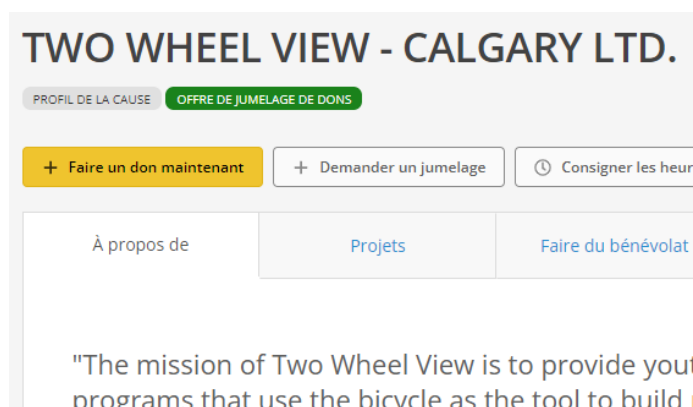 TWO WHEEL VIEW - CALGARY LTD.
PROFIL DE LA CAUSE OFFRE DE JUMELAGE DE DONS
+ Faire un don maintenant + Demander un jumelage Consigner les heur
À propos de Projets Faire du bénévolat
"The mission of Two Wheel View is to provide yout
programs that use the bicycle as the tool to build